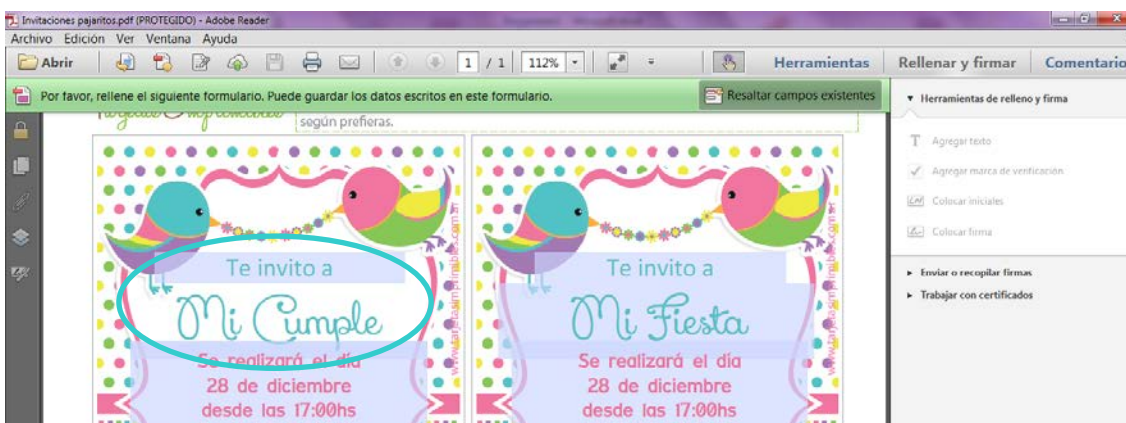 Invitaciones pajaritos.pdf (PROTEGIDO) - Adobe Reader
Archivo Edición Ver Ventana Ayuda
Abrir 1 / 1 112% Herramientas Rellenar y firmar Comentario
Por favor, rellene el siguiente formulario. Puede guardar los datos escritos en este formulario. Resaltar campos existentes
según prefieras.
Te invito a
Mi Cumple
Se realizará el día
28 de diciembre
desde las 17:00hs
Te invito a
Mi Fiesta
Se realizará el día
28 de diciembre
desde las 17:00hs
www.tarjetasimprimibles.com.ar
Herramientas de relleno y firma
T Agregar texto
Agregar marca de verificación
Colocar iniciales
Colocar firma
Enviar o recopilar firmas
Trabajar con certificados